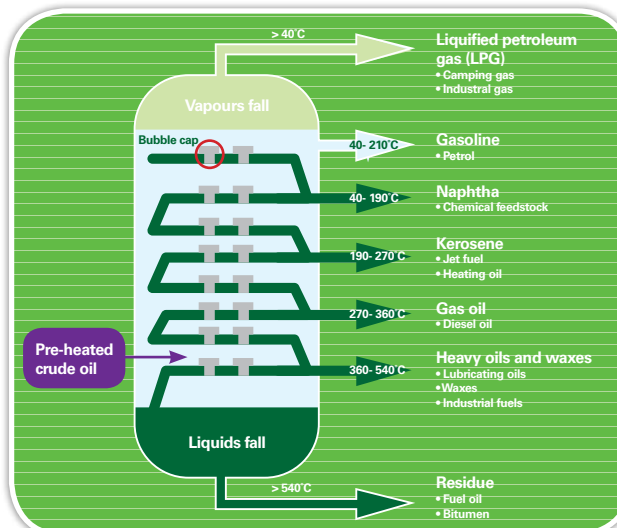 > 40˚C
Liquified petroleum
gas (LPG)
• Camping gas
• Industral gas
Vapours fall
Bubble cap
40- 210˚C
Gasoline
• Petrol
40- 190˚C
Naphtha
• Chemical feedstock
190- 270˚C
Kerosene
• Jet fuel
• Heating oil
270- 360˚C
Gas oil
• Diesel oil
Pre-heated
crude oil
360- 540˚C
Heavy oils and waxes
• Lubricating oils
• Waxes
• Industrial fuels
Liquids fall
> 540˚C
Residue
• Fuel oil
• Bitumen